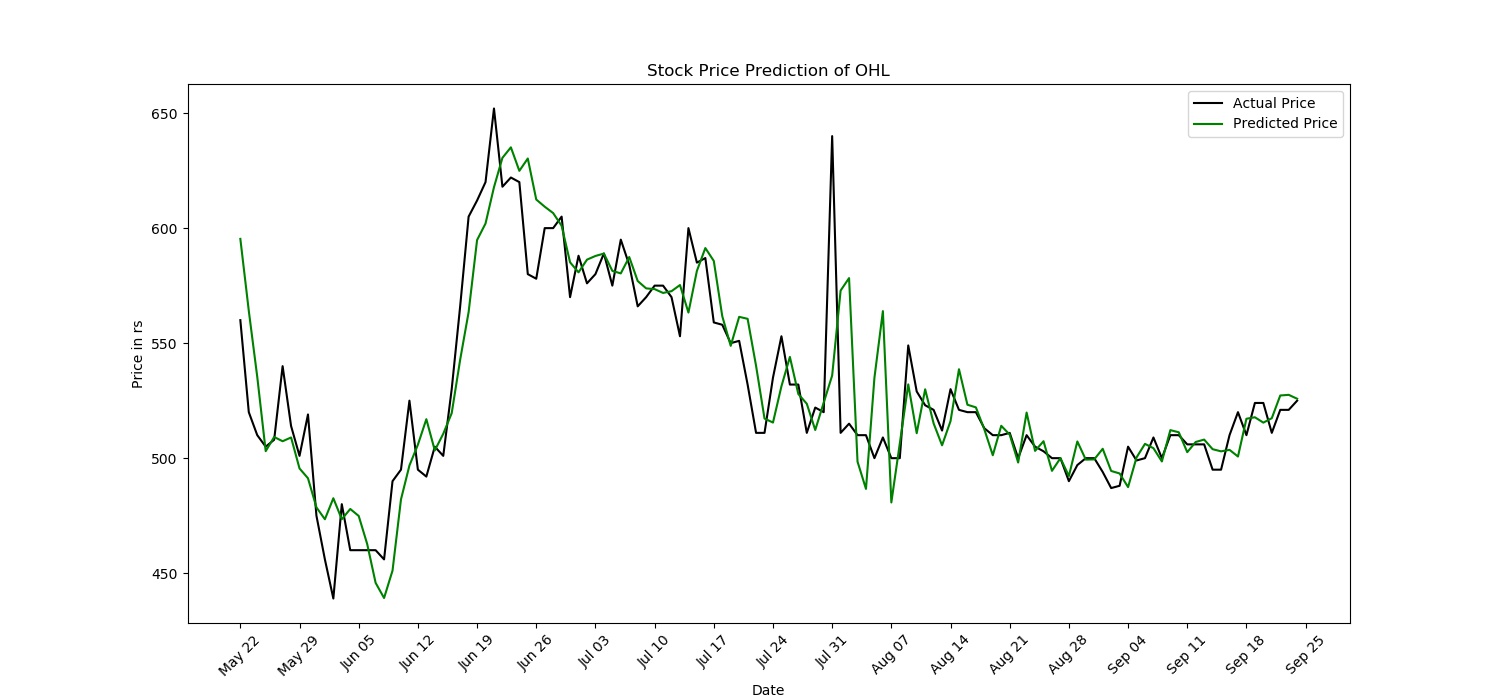 Stock Price Prediction of OHL
Actual Price
Predicted Price
Price in rs
650
600
550
500
450
May 22
May 29
Jun 05
Jun 12
Jun 19
Jun 26
Jul 03
Jul 10
Jul 17
Jul 24
Jul 31
Aug 07
Aug 14
Aug 21
Aug 28
Sep 04
Sep 11
Sep 18
Sep 25
Date